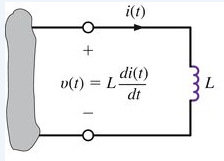 i(t)
+
v(t) = L di(t)/dt
L
−